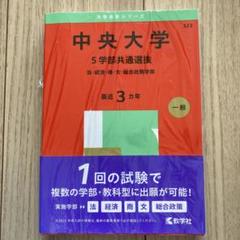 大学入試シリーズ
中央大学
5学部共通選抜
法・経済・商・文・総合政策学部
最近3カ年
一般
1回の試験で
複数の学部・教科型に出願が可能!
実施学部 法 経済 商 文 総合政策
教学社